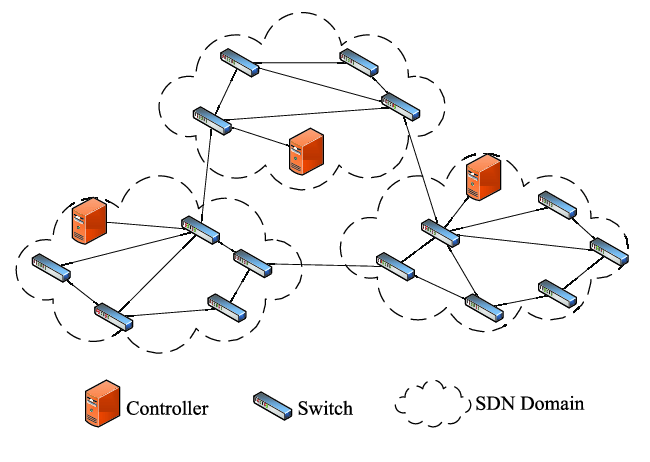 Controller
Switch
SDN Domain